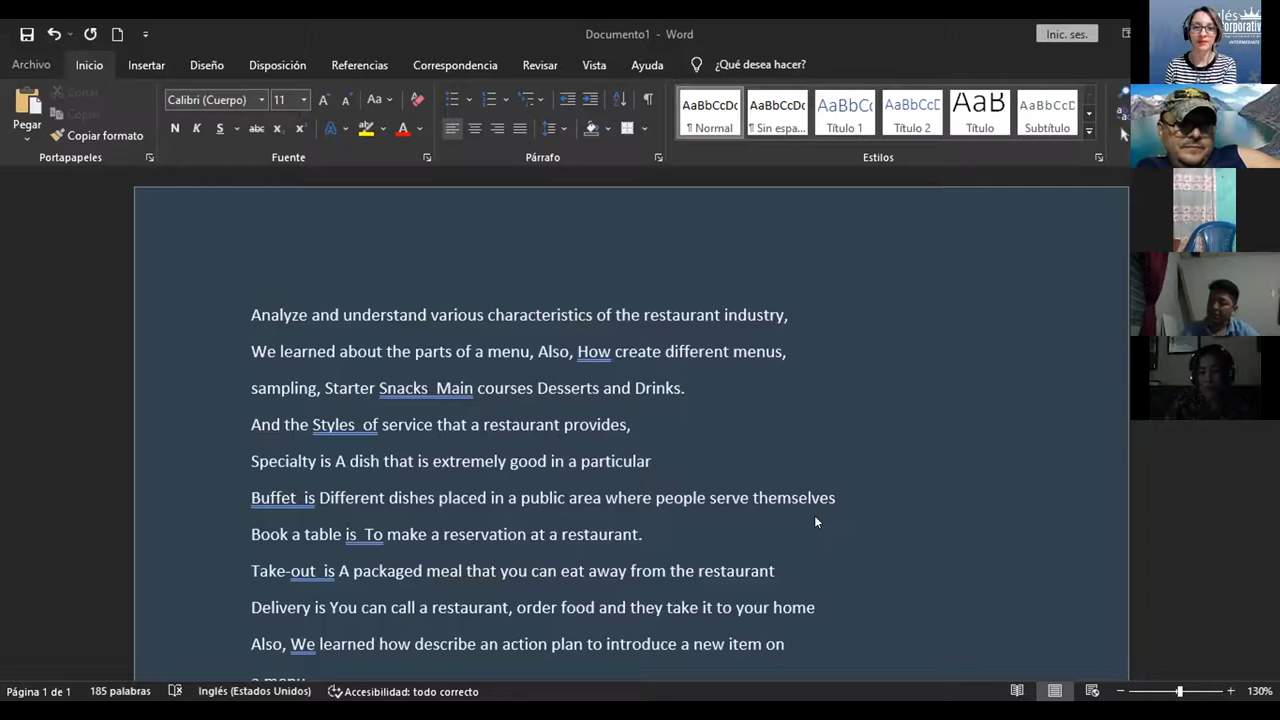 Documento1 - Word
Inic. ses.
Archivo Inicio Insertar Diseño Disposición Referencias Correspondencia Revisar Vista Ayuda ¿Qué desea hacer?
Pegar
Cortar
Copiar
Copiar formato
Portapapeles
Calibri (Cuerpo) 11
N K S abc x x
Fuente
Párrafo
AaBbCcDc AaBbCcDc AaBbCcD AaBbCcD AaB AaBbCcD
¶ Normal ¶ Sin espa... Título 1 Título 2 Título Subtítulo
Estilos
Analyze and understand various characteristics of the restaurant industry,
We learned about the parts of a menu, Also, How create different menus,
sampling, Starter Snacks Main courses Desserts and Drinks.
And the Styles of service that a restaurant provides,
Specialty is A dish that is extremely good in a particular
Buffet is Different dishes placed in a public area where people serve themselves
Book a table is To make a reservation at a restaurant.
Take-out is A packaged meal that you can eat away from the restaurant
Delivery is You can call a restaurant, order food and they take it to your home
Also, We learned how describe an action plan to introduce a new item on
a menu
Página 1 de 1 185 palabras Inglés (Estados Unidos) Accesibilidad: todo correcto 130%
INTERMEDIATE